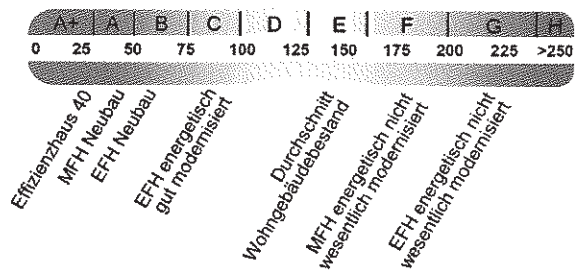 A+ A B C D E F G H
0 25 50 75 100 125 150 175 200 225 >250
Effizienzhaus 40
MFH Neubau
EFH Neubau
EFH energetisch
gut modernisiert
Durchschnitt
Wohngebäudebestand
MFH energetisch nicht
wesentlich modernisiert
EFH energetisch nicht
wesentlich modernisiert